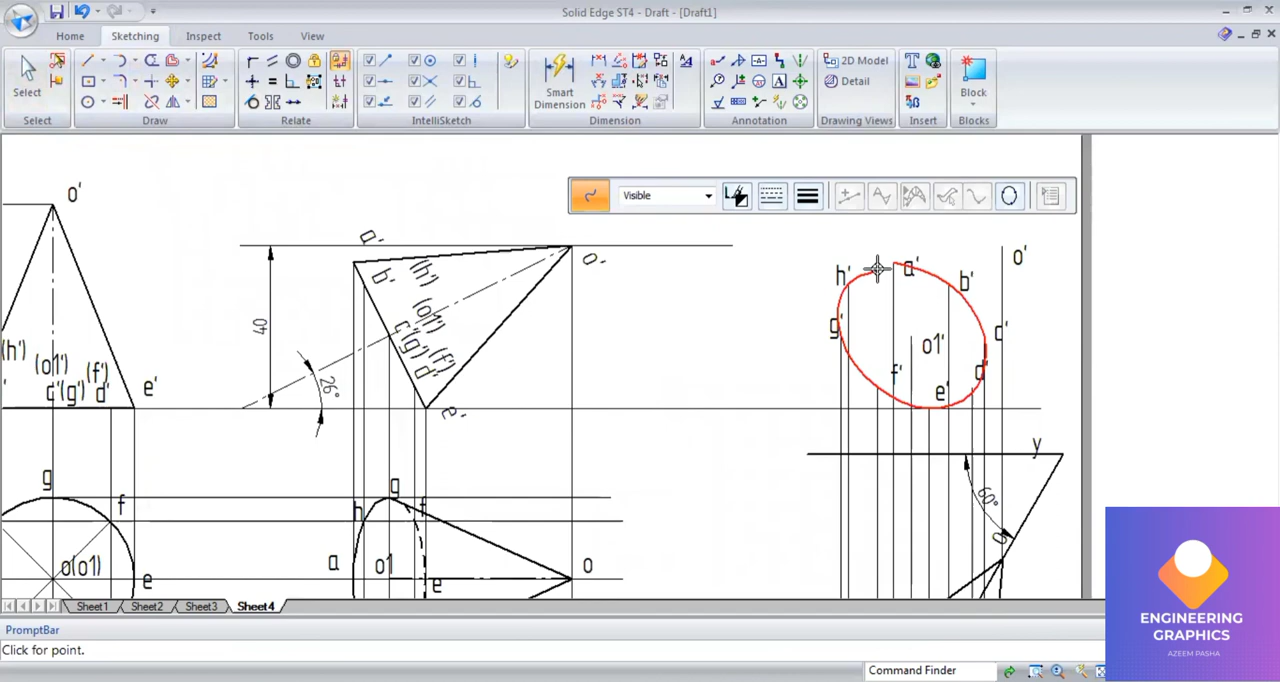 Solid Edge ST4 - Draft - [Draft1]
Home Sketching Inspect Tools View
Select
Smart Dimension
2D Model
Detail
Block
Select Draw Relate IntelliSketch Dimension Annotation Drawing Views Insert Blocks
Visible
o'
(h')
(o1')
(f')
c'(g')
d'
e'
40
26°
a'
b'
(h')
(o1')
c'(g')
(f')
d'
e'
o'
h'
a'
b'
o'
g'
c'
o1'
f'
d'
e'
y
60°
g
f
o(o1)
e
g
h
f
a
o1
e
o
o
Sheet1 Sheet2 Sheet3 Sheet4
PromptBar
Click for point.
Command Finder
ENGINEERING
GRAPHICS
AZEEM PASHA